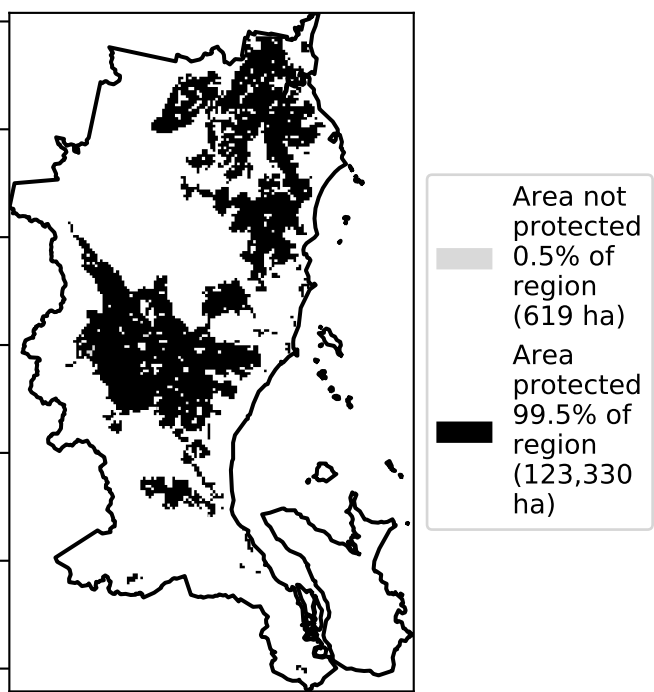 Area not
protected
0.5% of
region
(619 ha)
Area
protected
99.5% of
region
(123,330
ha)